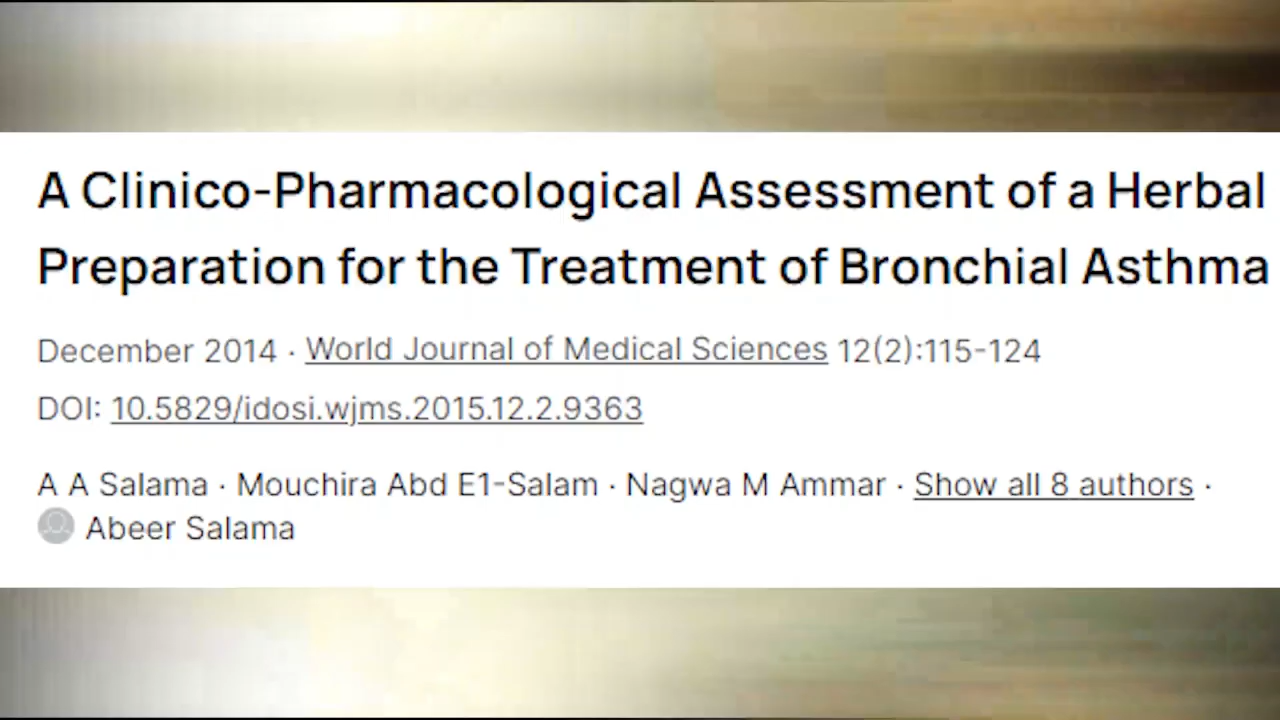 A Clinico-Pharmacological Assessment of a Herbal
Preparation for the Treatment of Bronchial Asthma
December 2014 · World Journal of Medical Sciences 12(2):115-124
DOI: 10.5829/idosi.wjms.2015.12.2.9363
A A Salama · Mouchira Abd E1-Salam · Nagwa M Ammar · Show all 8 authors ·
Abeer Salama